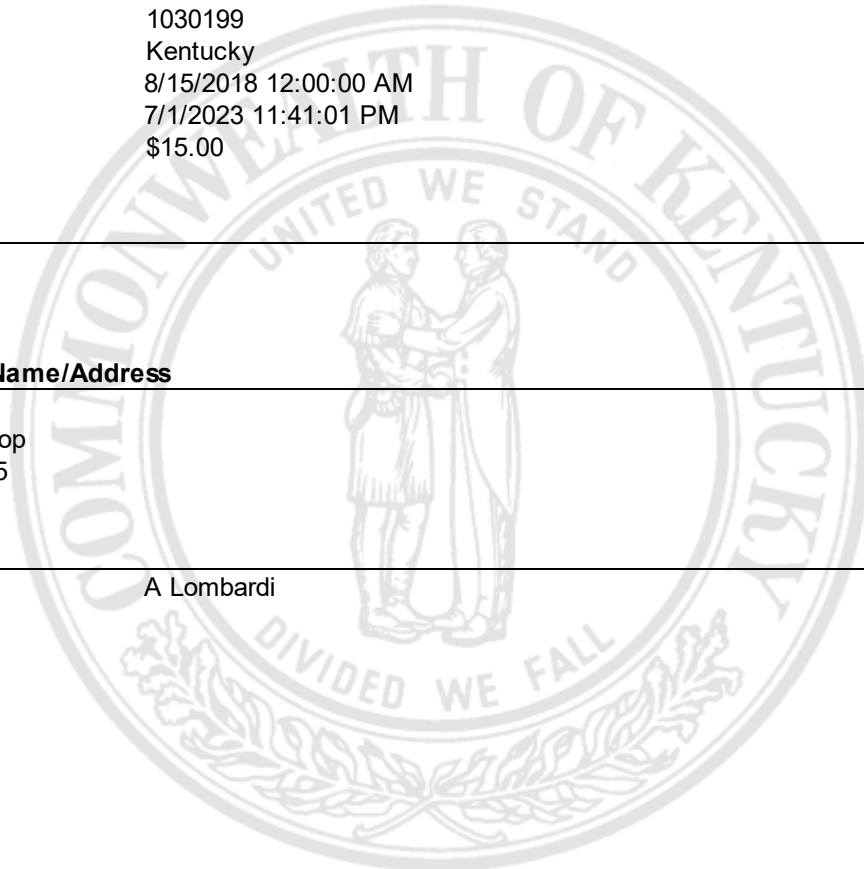 1030199
Kentucky
8/15/2018 12:00:00 AM
7/1/2023 11:41:01 PM
$15.00
COMMONWEALTH OF KENTUCKY
UNITED WE STAND
Name/Address
op
5
A Lombardi
DIVIDED WE FALL